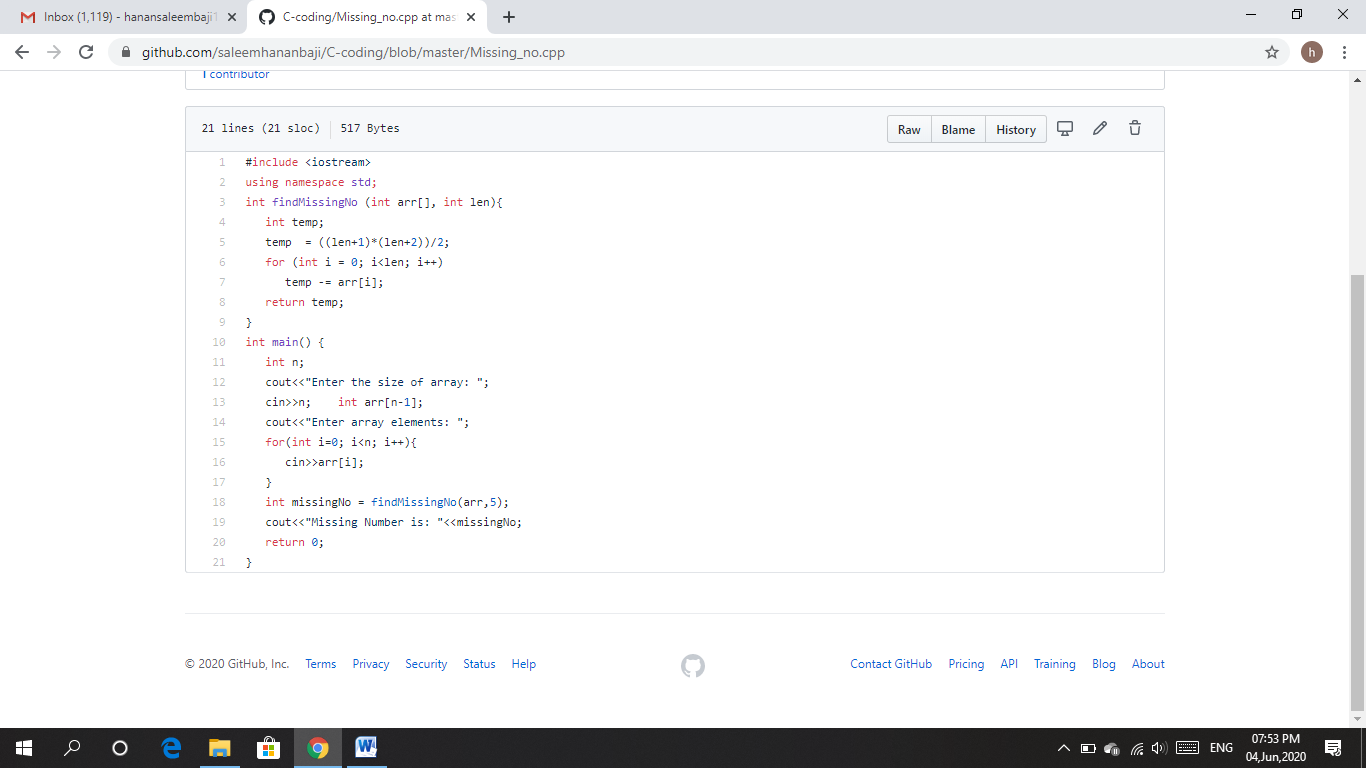 Inbox (1,119) - hanansaleembaji1
C-coding/Missing_no.cpp at mas
github.com/saleemhananbaji/C-coding/blob/master/Missing_no.cpp
h
1 contributor
21 lines (21 sloc) 517 Bytes
Raw Blame History
1 #include <iostream>
2 using namespace std;
3 int findMissingNo (int arr[], int len){
4    int temp;
5    temp  = ((len+1)*(len+2))/2;
6    for (int i = 0; i<len; i++)
7       temp -= arr[i];
8    return temp;
9 }
10 int main() {
11    int n;
12    cout<<"Enter the size of array: ";
13    cin>>n;    int arr[n-1];
14    cout<<"Enter array elements: ";
15    for(int i=0; i<n; i++){
16       cin>>arr[i];
17    }
18    int missingNo = findMissingNo(arr,5);
19    cout<<"Missing Number is: "<<missingNo;
20    return 0;
21 }
© 2020 GitHub, Inc. Terms Privacy Security Status Help Contact GitHub Pricing API Training Blog About
ENG
07:53 PM
04,Jun,2020